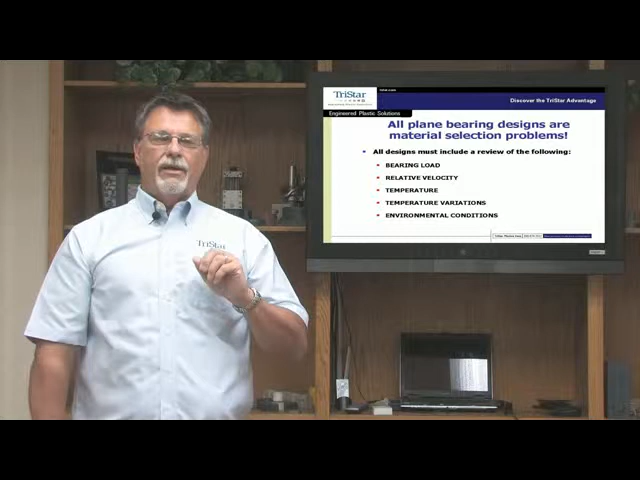 TriStar
Discover the TriStar Advantage
Engineered Plastic Solutions
All plane bearing designs are
material selection problems!
• All designs must include a review of the following:
• BEARING LOAD
• RELATIVE VELOCITY
• TEMPERATURE
• TEMPERATURE VARIATIONS
• ENVIRONMENTAL CONDITIONS
TriStar